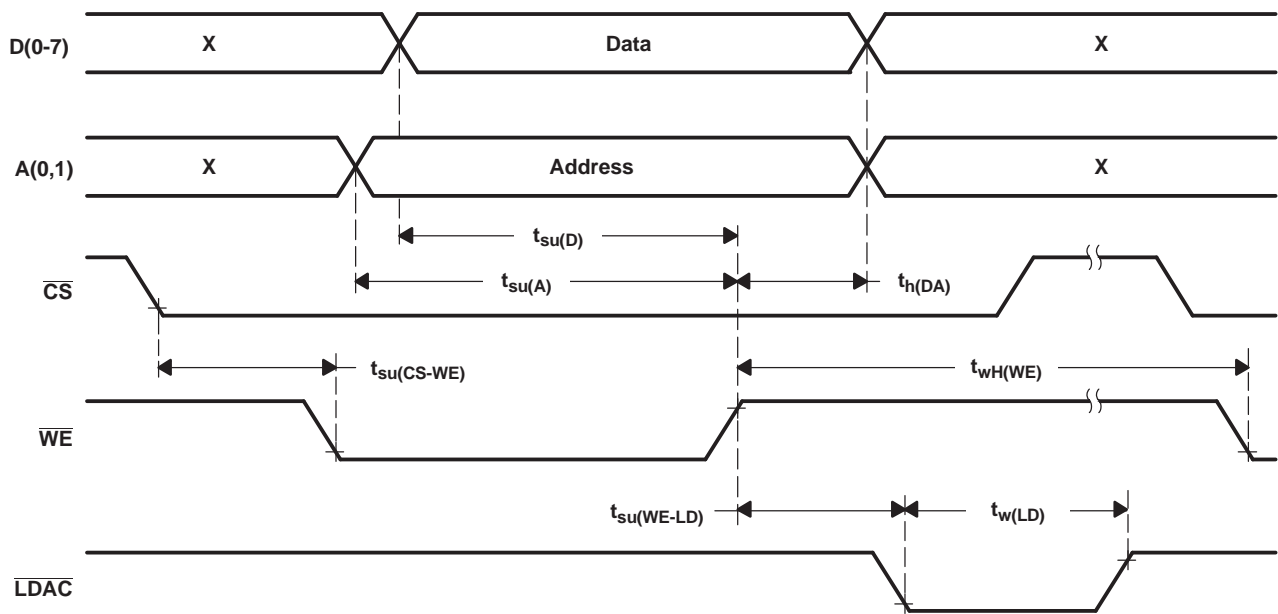 D(0-7) X Data X
A(0,1) X Address X
tsu(D)
CS tsu(A) th(DA)
tsu(CS-WE) twH(WE)
WE
tsu(WE-LD) tw(LD)
LDAC